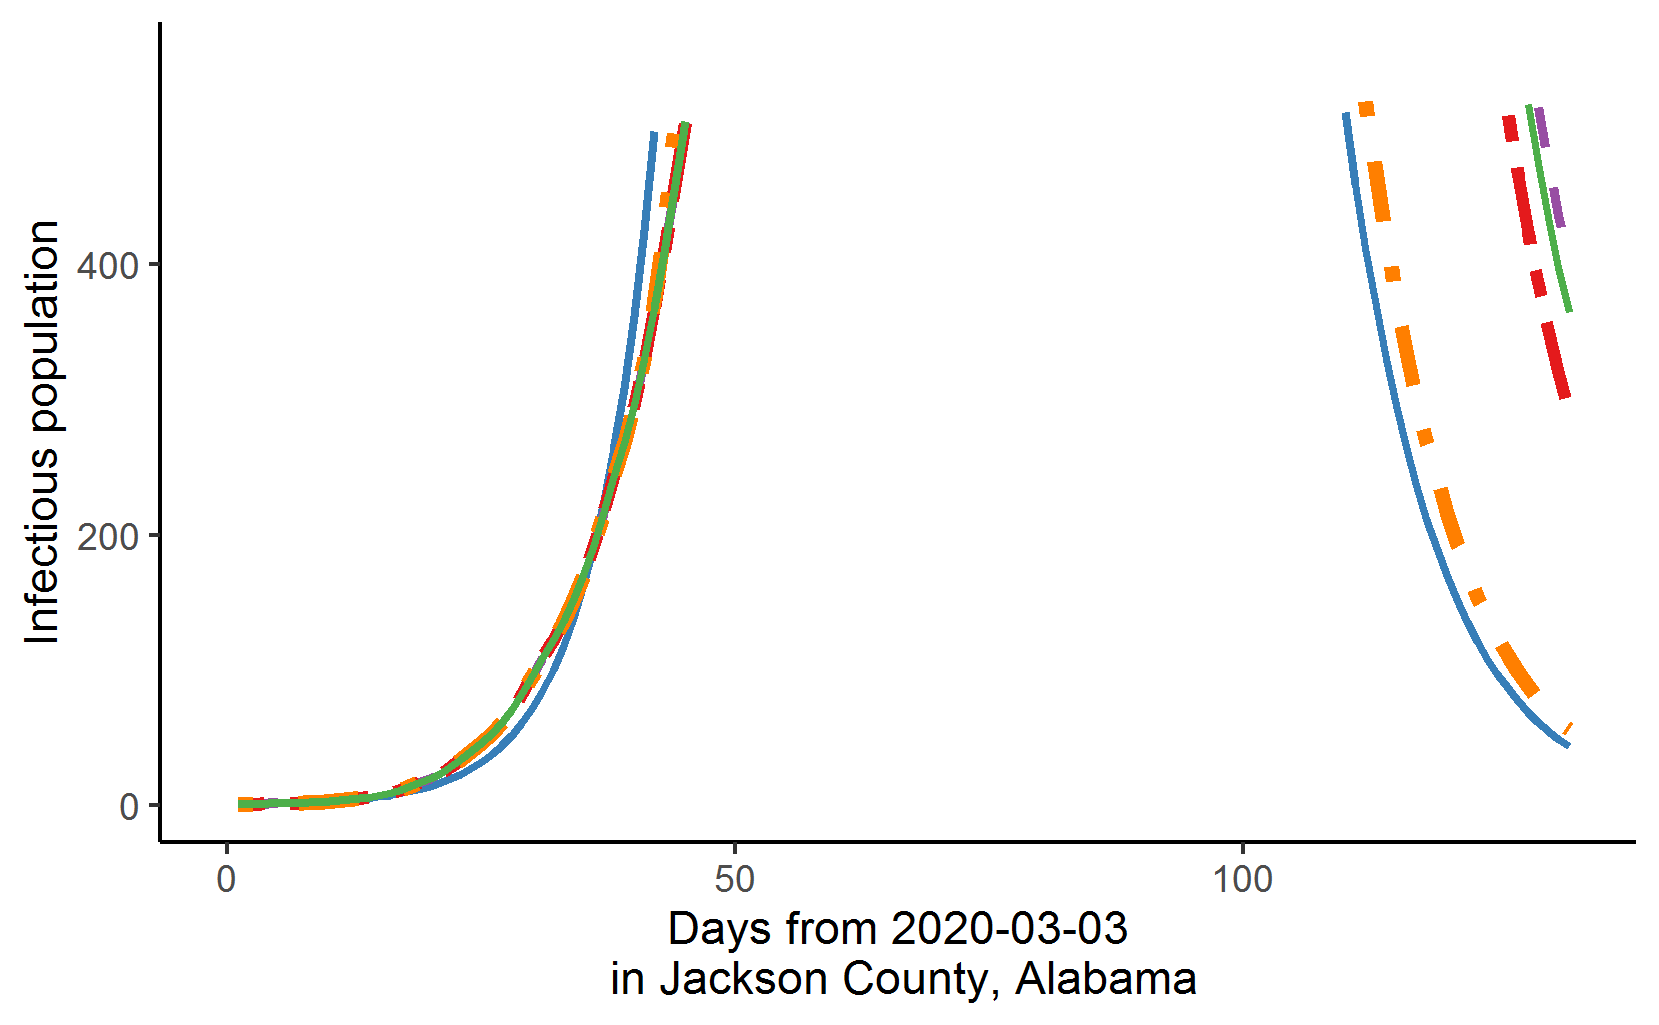 Infectious population
400
200
0
0
50
100
Days from 2020-03-03
in Jackson County, Alabama